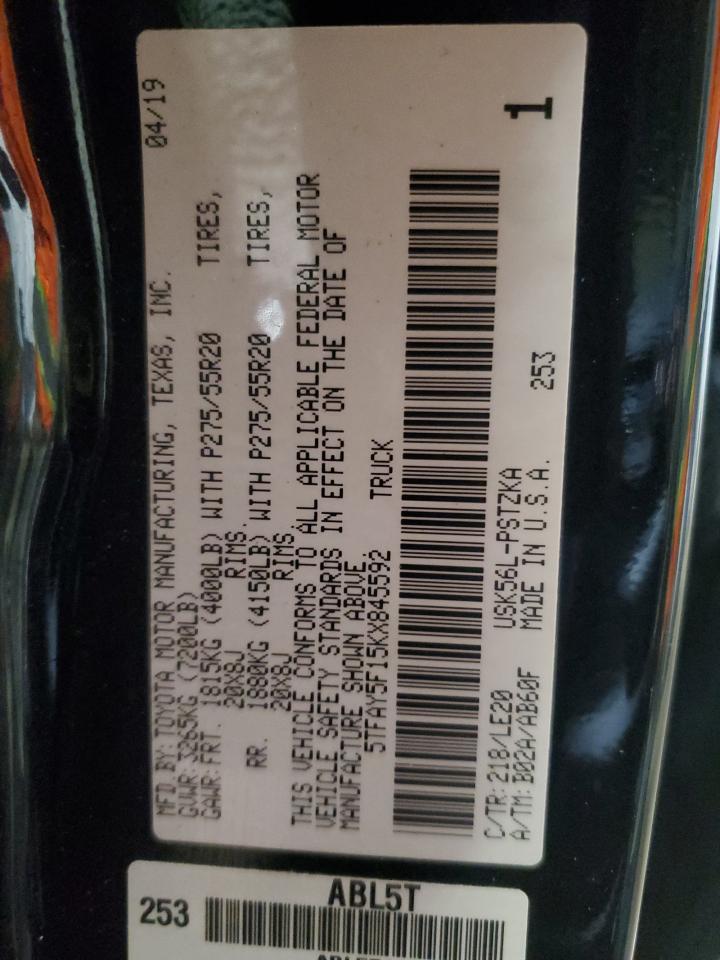 MFD BY: TOYOTA MOTOR MANUFACTURING, TEXAS, INC. 04/19
GVWR: 3265KG (7200LB)
GAWR: FRT. 1815KG (4000LB) WITH P275/55R20 TIRES,
20X8J RIMS,
RR. 1880KG (4150LB) WITH P275/55R20 TIRES,
20X8J RIMS,
THIS VEHICLE CONFORMS TO ALL APPLICABLE FEDERAL MOTOR
VEHICLE SAFETY STANDARDS IN EFFECT ON THE DATE OF
MANUFACTURE SHOWN ABOVE.
5TFAY5F15KX845592 TRUCK
C/TR: 218/LE20 USK56L-PSTZKA 253 1
A/TM: B02A/AB60F MADE IN U.S.A.
253 ABL5T